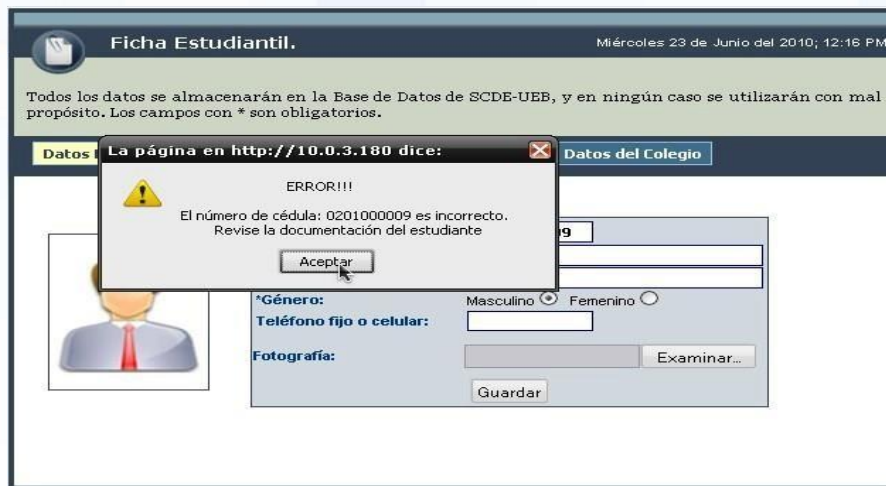 Ficha Estudiantil.
Miércoles 23 de Junio del 2010; 12:16 PM
Todos los datos se almacenarán en la Base de Datos de SCDE-UEB, y en ningún caso se utilizarán con mal
propósito. Los campos con * son obligatorios.
Datos
Datos del Colegio
La página en http://10.0.3.180 dice:
ERROR!!!
El número de cédula: 0201000009 es incorrecto.
Revise la documentación del estudiante
Aceptar
*Género:
Masculino Femenino
Teléfono fijo o celular:
Fotografía:
Examinar...
Guardar